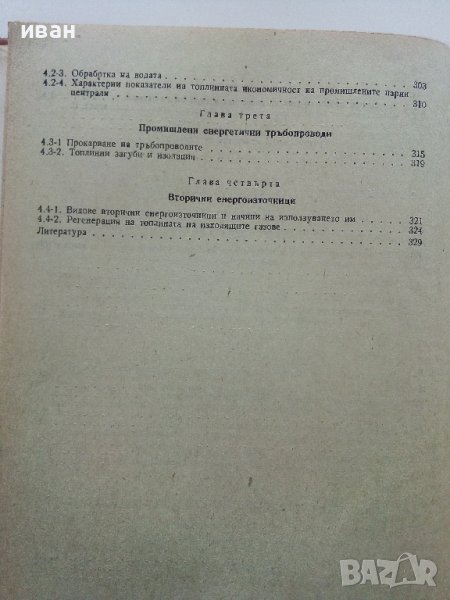 иван
4.2-3. Обработка на водата . . . . . . . . . . . . . . . . . . . . 303
4.2-4. Характерни показатели на топлинната икономичност на промишлените парни
централи . . . . . . . . . . . . . . . . . . . . 310
Глава трета
Промишлени енергетични тръбопроводи
4.3-1 Прокарване на тръбопроводите . . . . . . . . . . . . . . . . 315
4.3-2. Топлинни загуби и изолации . . . . . . . . . . . . . . . . 319
Глава четвърта
Вторични енергоизточници
4.4-1. Видове вторични енергоизточници и начини на използуването им . . . . 321
4.4-2. Регенерация на топлината на изходящите газове . . . . . . . . . . 324
Литература . . . . . . . . . . . . . . . . . . . . 329
BAZAR